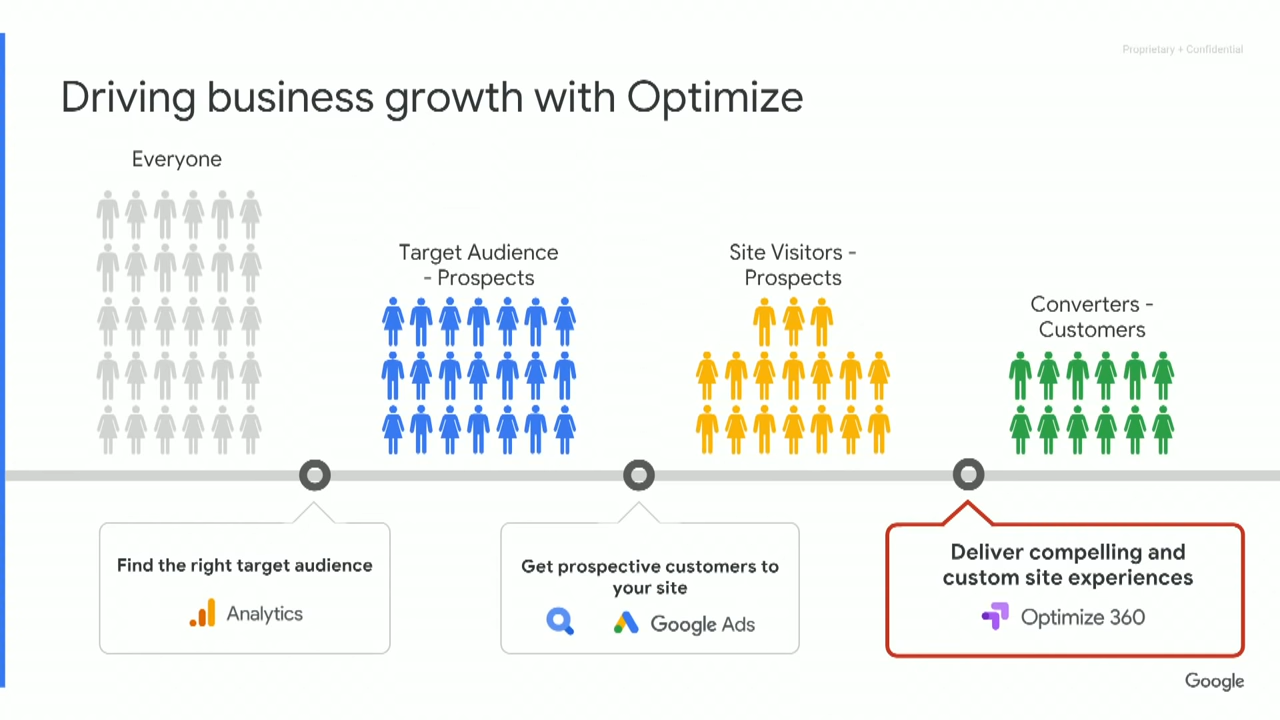 Proprietary + Confidential
Driving business growth with Optimize
Everyone
Target Audience
- Prospects
Site Visitors -
Prospects
Converters -
Customers
Find the right target audience
Analytics
Get prospective customers to
your site
Google Ads
Deliver compelling and
custom site experiences
Optimize 360
Google